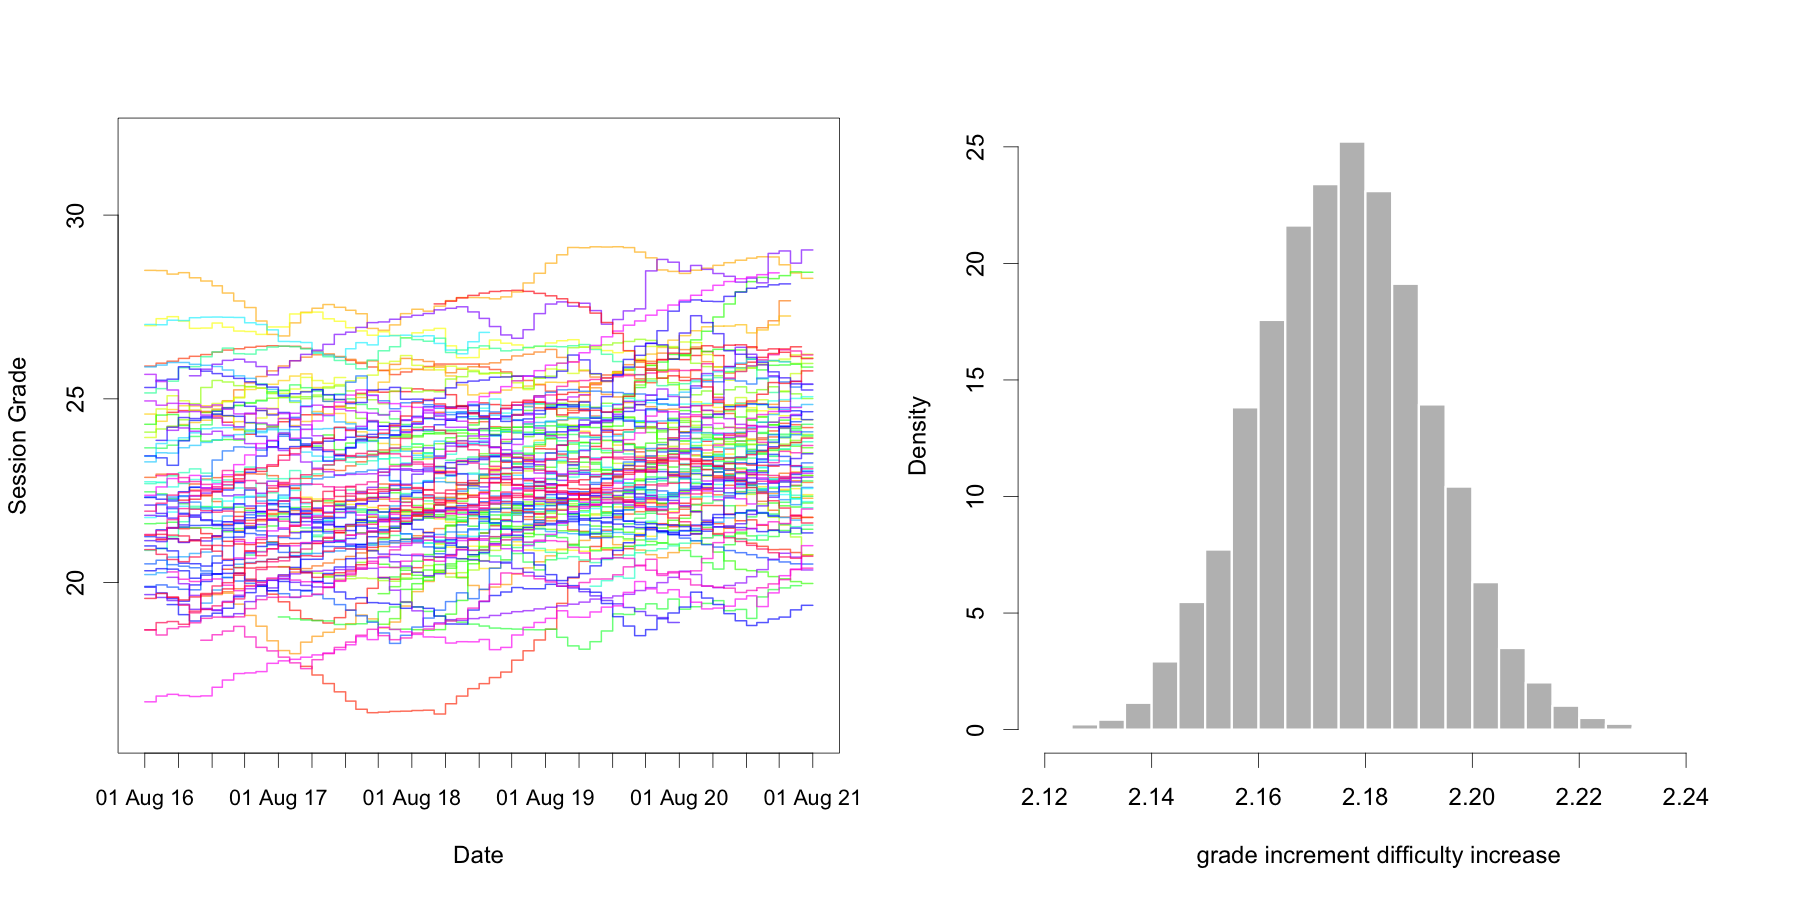 Session Grade
30
25
20
01 Aug 16 01 Aug 17 01 Aug 18 01 Aug 19 01 Aug 20 01 Aug 21
Date
Density
25
20
15
10
5
0
2.12 2.14 2.16 2.18 2.20 2.22 2.24
grade increment difficulty increase